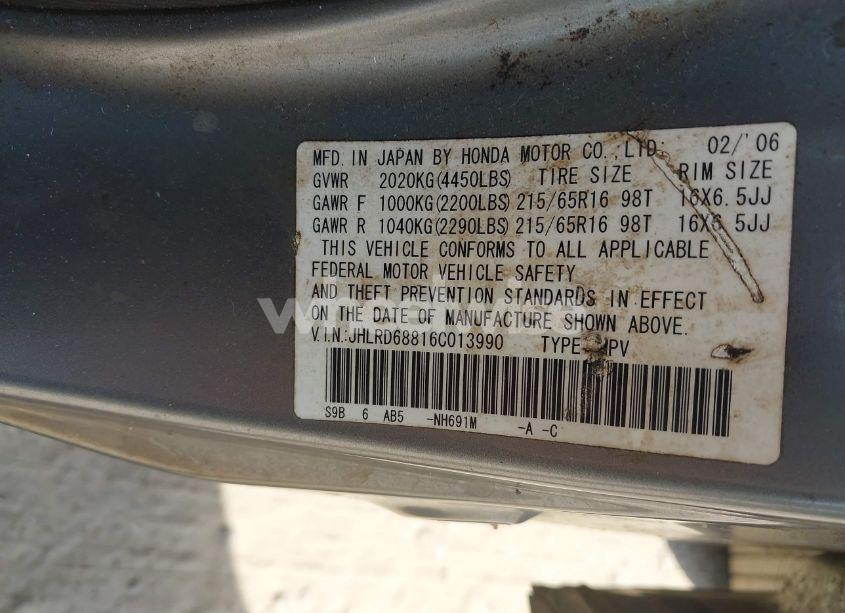 MFD. IN JAPAN BY HONDA MOTOR CO., LTD. 02/'06
GVWR 2020KG(4450LBS) TIRE SIZE RIM SIZE
GAWR F 1000KG(2200LBS) 215/65R16 98T 16X6.5JJ
GAWR R 1040KG(2290LBS) 215/65R16 98T 16X6.5JJ
THIS VEHICLE CONFORMS TO ALL APPLICABLE
FEDERAL MOTOR VEHICLE SAFETY
AND THEFT PREVENTION STANDARDS IN EFFECT
ON THE DATE OF MANUFACTURE SHOWN ABOVE.
V.I.N.:JHLRD68816C013990 TYPE MPV
S9B 6 AB5 -NH691M -A -C